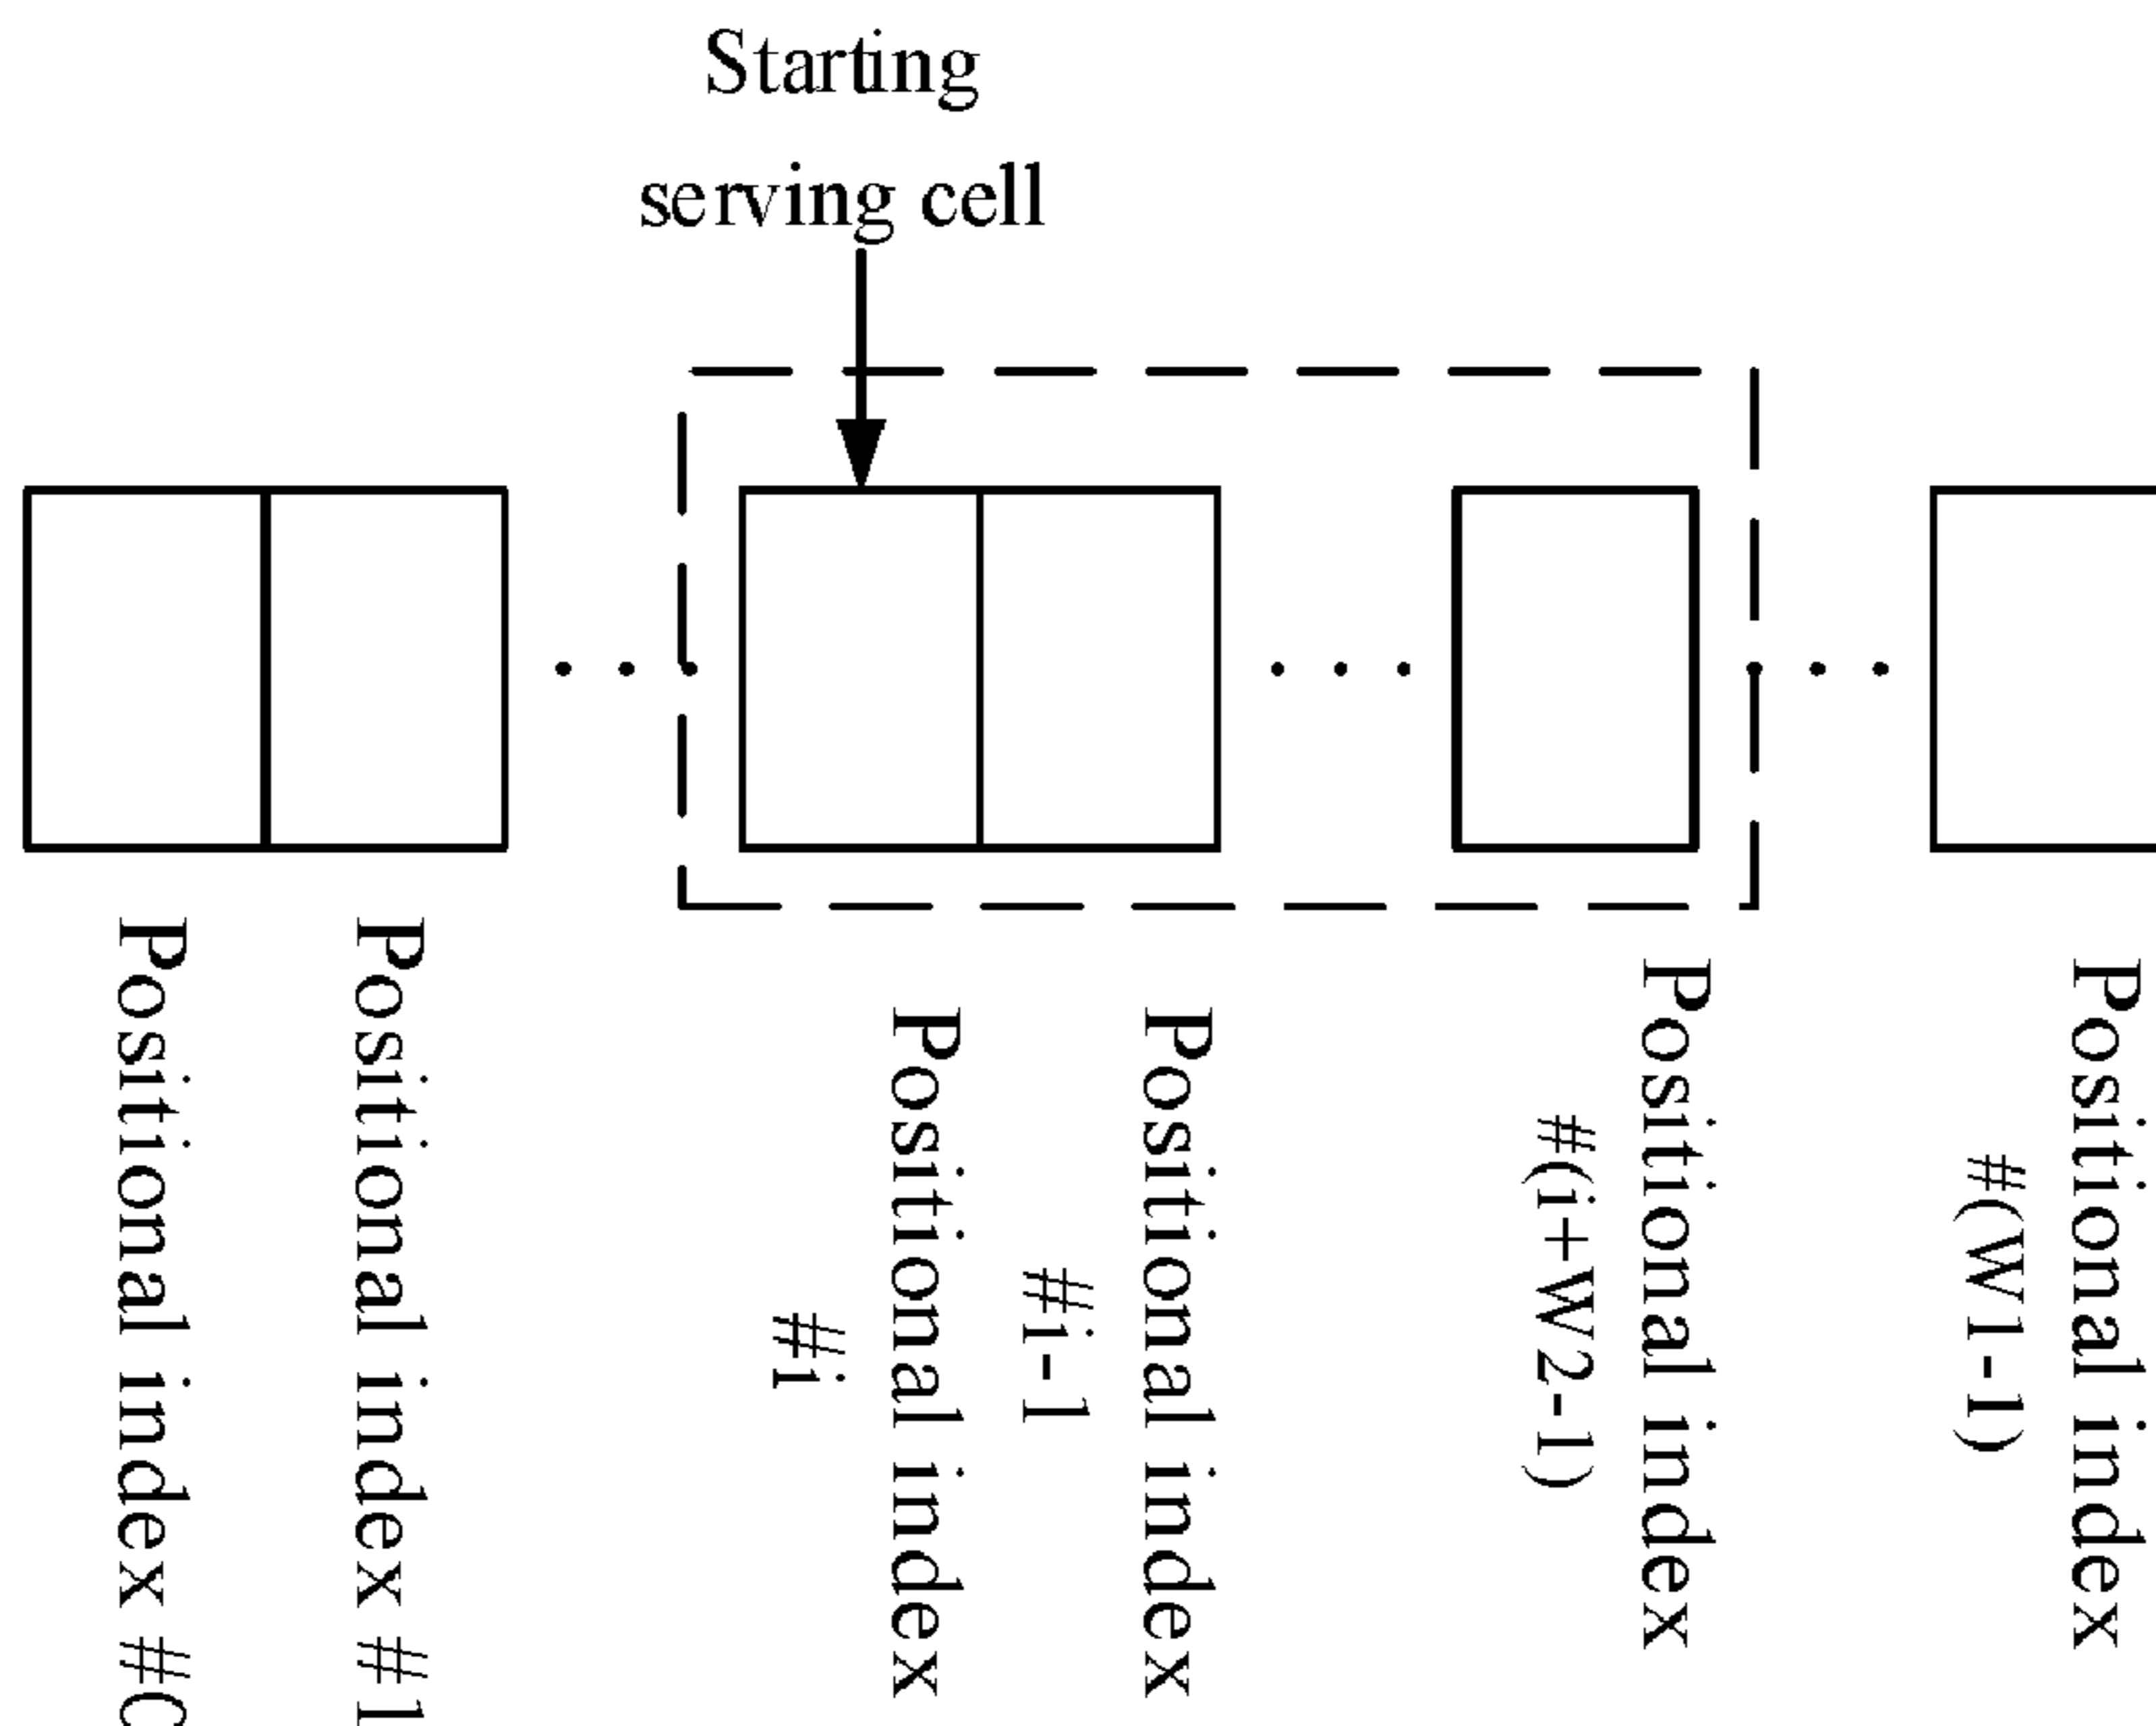 Starting
serving cell
Positional index #0
Positional index #1
Positional index
#i
Positional index
#i-1
Positional index
#(i+W2-1)
Positional index
#(W1-1)